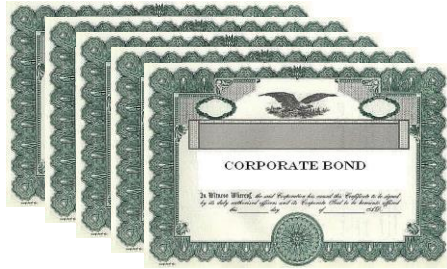 CORPORATE BOND
In Witness Whereof, the said Corporation has caused this Certificate to be signed
by its duly authorized officers and its Corporate Seal to be hereunto affixed
this day of A.D.